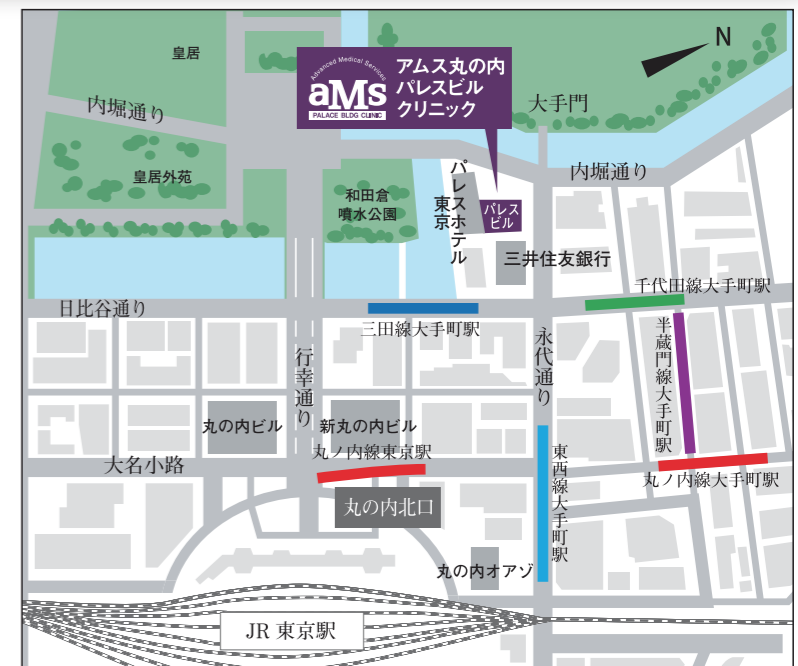 皇居
N
Advanced Medical Services
aMs
PALACE BLDG CLINIC
アムス丸の内
パレスビル
クリニック
大手門
内堀通り
内堀通り
皇居外苑
和田倉
噴水公園
パレスホテル
東京
パレス
ビル
三井住友銀行
千代田線大手町駅
日比谷通り
三田線大手町駅
永代通り
半蔵門線大手町駅
行幸通り
丸の内ビル
新丸の内ビル
丸ノ内線東京駅
大名小路
東西線大手町駅
丸ノ内線大手町駅
丸の内北口
丸の内オアゾ
JR 東京駅